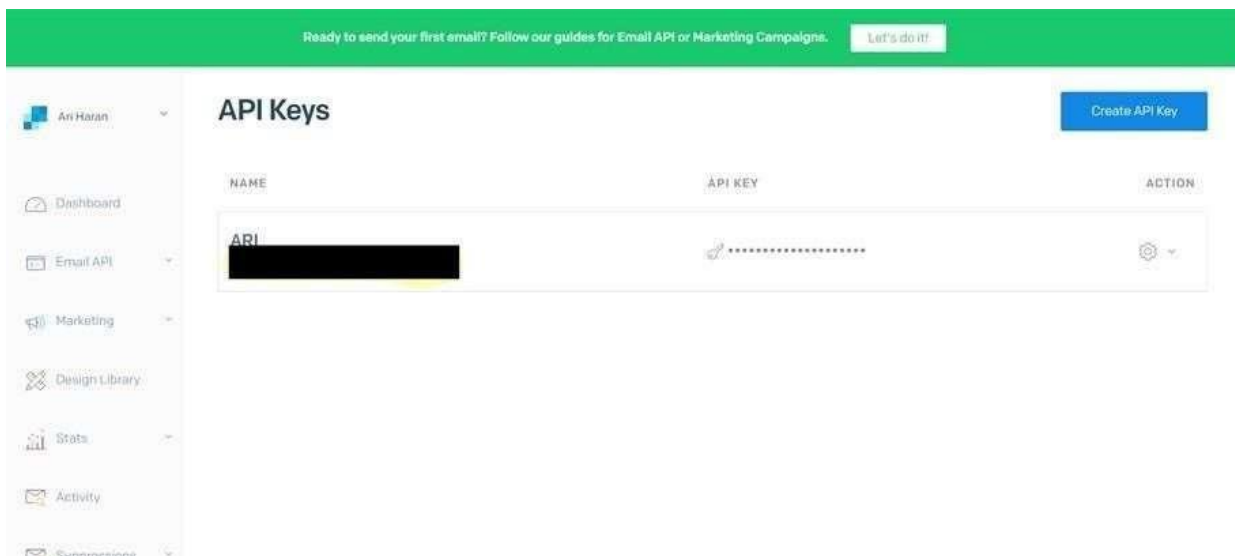 Ready to send your first email? Follow our guides for Email API or Marketing Campaigns.
Let's do it!
Ari Haran
API Keys
Create API Key
NAME
API KEY
ACTION
Dashboard
ARI
••••••••••••••••••••
Email API
Marketing
Design Library
Stats
Activity
Suppressions